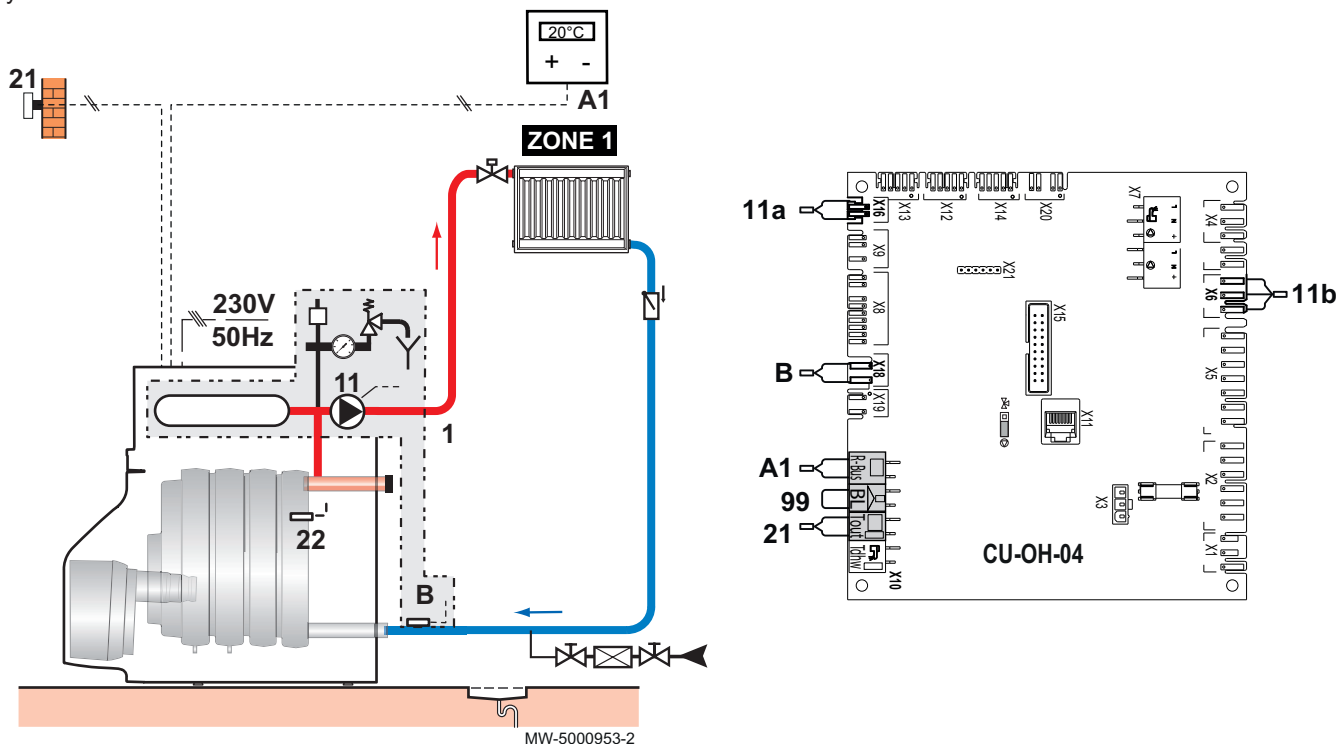 y
20°C
+ -
21
A1
ZONE 1
230V
50Hz
11
1
22
B
MW-5000953-2
11a
X16
X13
X12
X14
X20
X7
L
N
L
N
X4
X9
X21
X6
11b
X8
X15
B
X18
X19
X5
X11
A1
R-Bus
99
BL
21
Tout
Tdhw
X10
X2
X3
X1
CU-OH-04